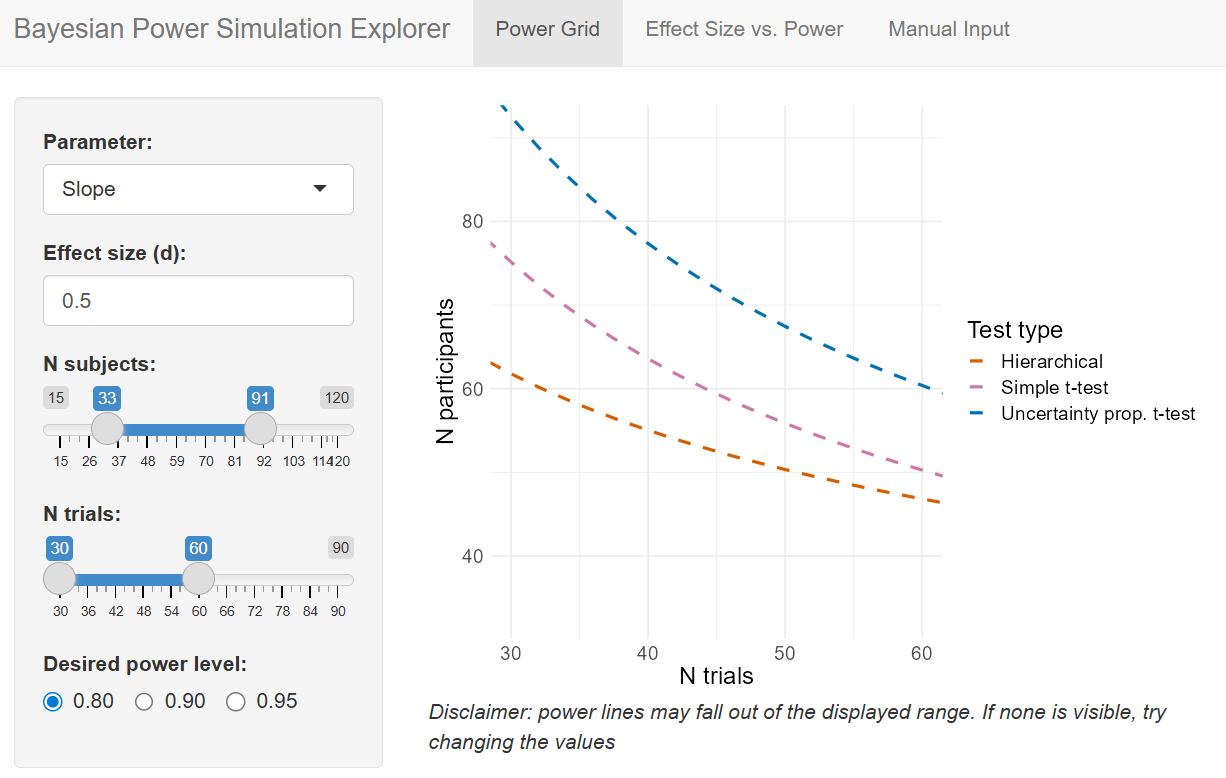 Bayesian Power Simulation Explorer Power Grid Effect Size vs. Power Manual Input
Parameter:
Slope
Effect size (d):
0.5
N subjects:
15 33 91 120
15 26 37 48 59 70 81 92 103 114 120
N trials:
30 60 90
30 36 42 48 54 60 66 72 78 84 90
Desired power level:
0.80 0.90 0.95
N participants
80
60
40
30 40 50 60
N trials
Test type
Hierarchical
Simple t-test
Uncertainty prop. t-test
Disclaimer: power lines may fall out of the displayed range. If none is visible, try
changing the values